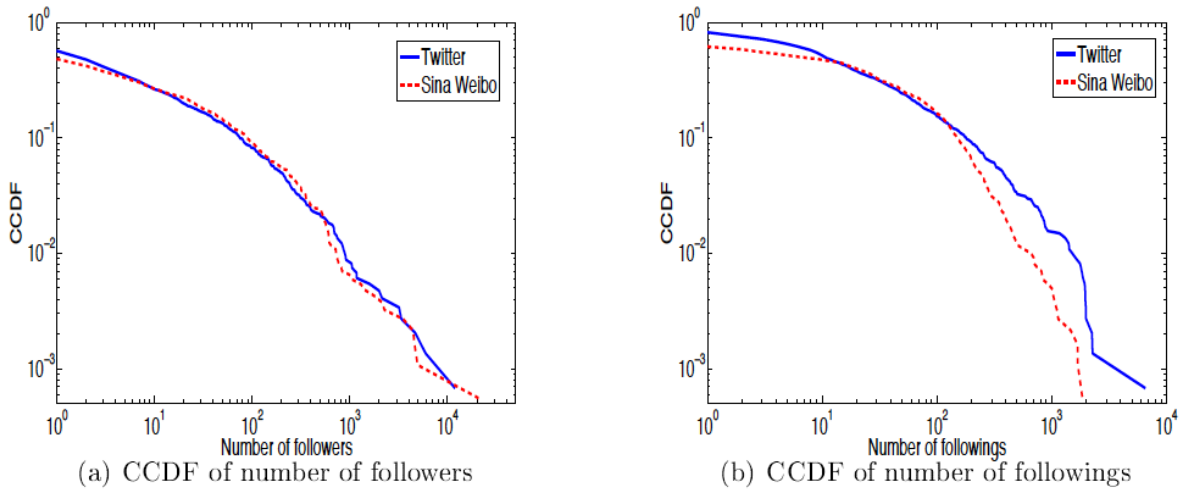 10^0
10^-1
10^-2
10^-3
CCDF
Twitter
Sina Weibo
10^0 10^1 10^2 10^3 10^4
Number of followers
(a) CCDF of number of followers
10^0
10^-1
10^-2
10^-3
CCDF
Twitter
Sina Weibo
10^0 10^1 10^2 10^3 10^4
Number of followings
(b) CCDF of number of followings